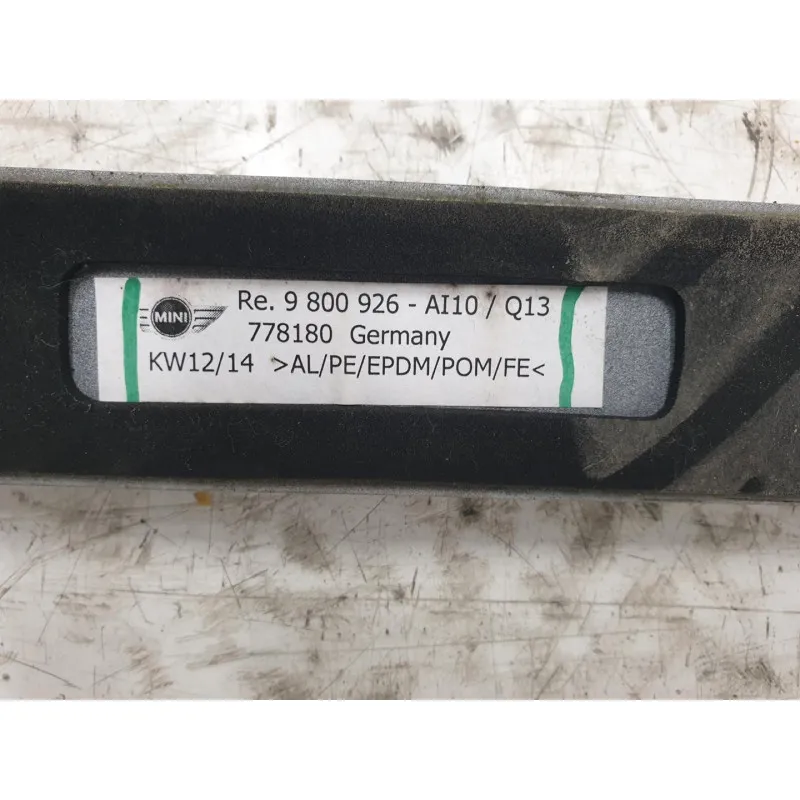 MINI
Re. 9 800 926 - AI10 / Q13
778180 Germany
KW12/14 >AL/PE/EPDM/POM/FE<